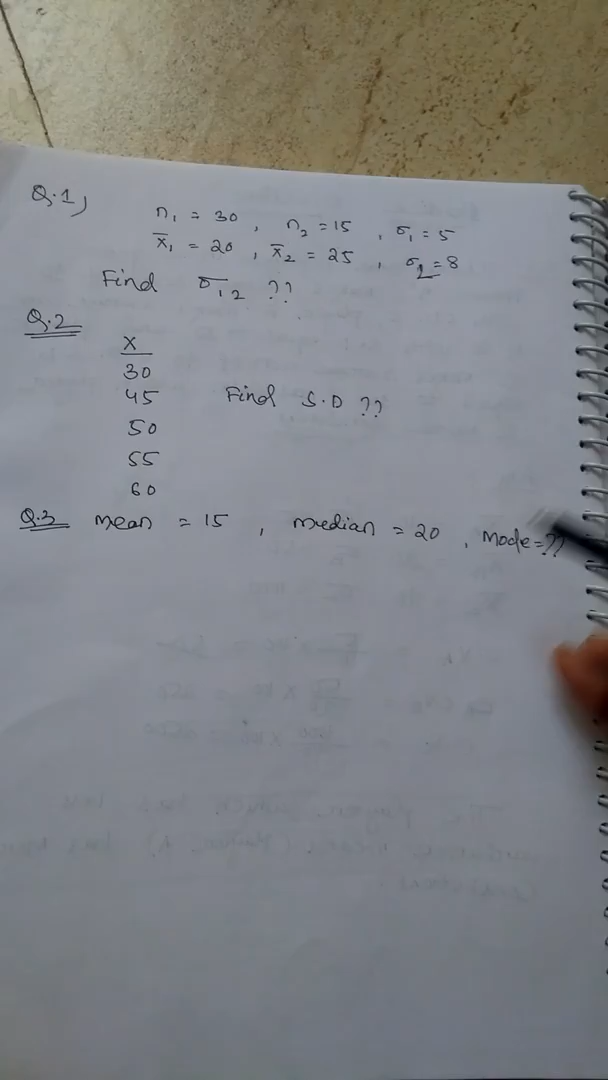 Q.1)
n₁ = 30 , n₂ = 15 , σ₁ = 5
x̄₁ = 20 , x̄₂ = 25 , σ₂ = 8
Find σ₁₂ ??
Q.2
X
30
45 Find S.D ??
50
55
60
Q.3 mean = 15 , median = 20 , Mode = ??